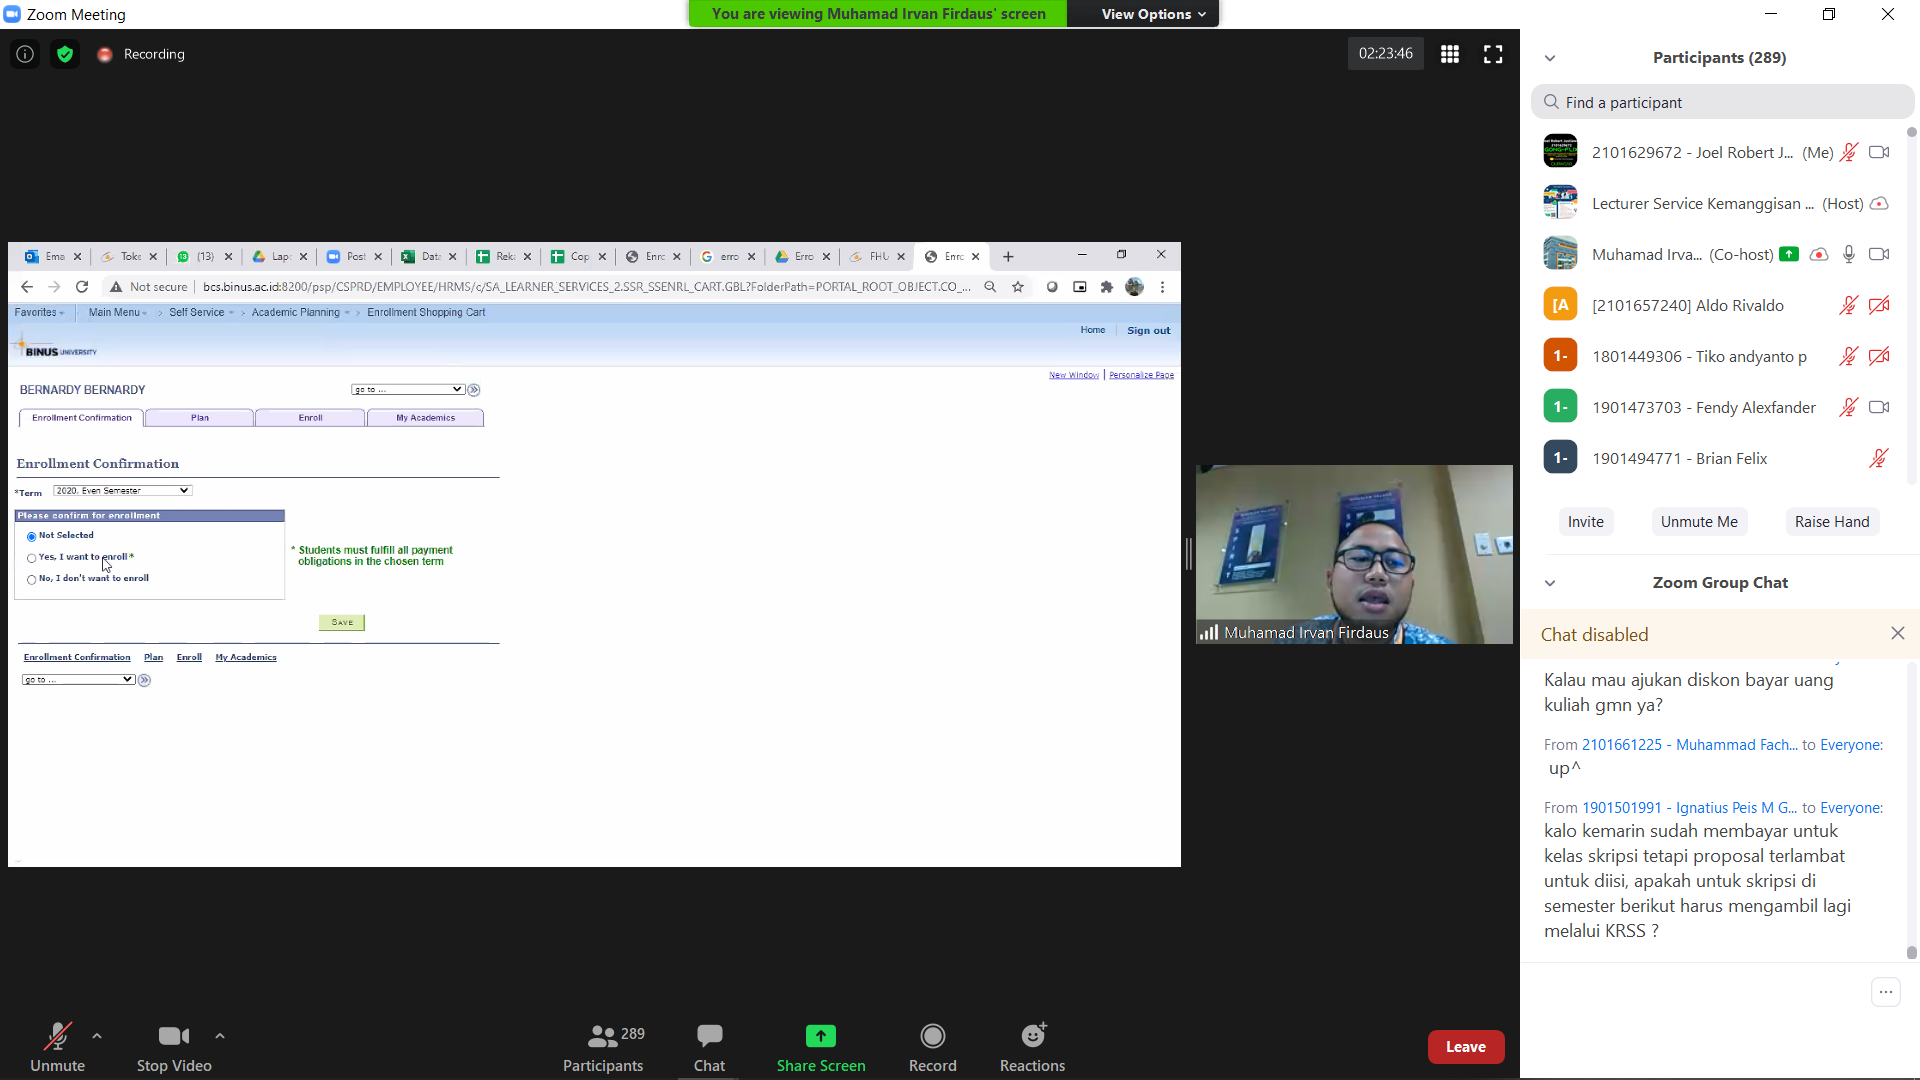 Zoom Meeting
You are viewing Muhamad Irvan Firdaus' screen
View Options
Recording
02:23:46
Ema
Toke
(13)
Lap
Post
Data
Reka
Cop
Enrc
erro
Erro
FHU
Enrc
Not secure
bcs.binus.ac.id:8200/psp/CSPRD/EMPLOYEE/HRMS/c/SA_LEARNER_SERVICES_2.SSR_SSENRL_CART.GBL?FolderPath=PORTAL_ROOT_OBJECT.CO_...
Favorites
Main Menu
Self Service
Academic Planning
Enrollment Shopping Cart
Home
Sign out
BINUS UNIVERSITY
New Window
Personalize Page
BERNARDY BERNARDY
go to ...
Enrollment Confirmation
Plan
Enroll
My Academics
Enrollment Confirmation
*Term
2020, Even Semester
Please confirm for enrollment
Not Selected
Yes, I want to enroll *
No, I don't want to enroll
* Students must fulfill all payment
obligations in the chosen term
SAVE
Enrollment Confirmation
Plan
Enroll
My Academics
go to ...
Muhamad Irvan Firdaus
Participants (289)
Find a participant
2101629672 - Joel Robert J... (Me)
Lecturer Service Kemanggisan ... (Host)
Muhamad Irva... (Co-host)
[A
[2101657240] Aldo Rivaldo
1-
1801449306 - Tiko andyanto p
1-
1901473703 - Fendy Alexfander
1-
1901494771 - Brian Felix
Invite
Unmute Me
Raise Hand
Zoom Group Chat
Chat disabled
Kalau mau ajukan diskon bayar uang
kuliah gmn ya?
From 2101661225 - Muhammad Fach... to Everyone:
up^
From 1901501991 - Ignatius Peis M G... to Everyone:
kalo kemarin sudah membayar untuk
kelas skripsi tetapi proposal terlambat
untuk diisi, apakah untuk skripsi di
semester berikut harus mengambil lagi
melalui KRSS ?
Unmute
Stop Video
289
Participants
Chat
Share Screen
Record
Reactions
Leave